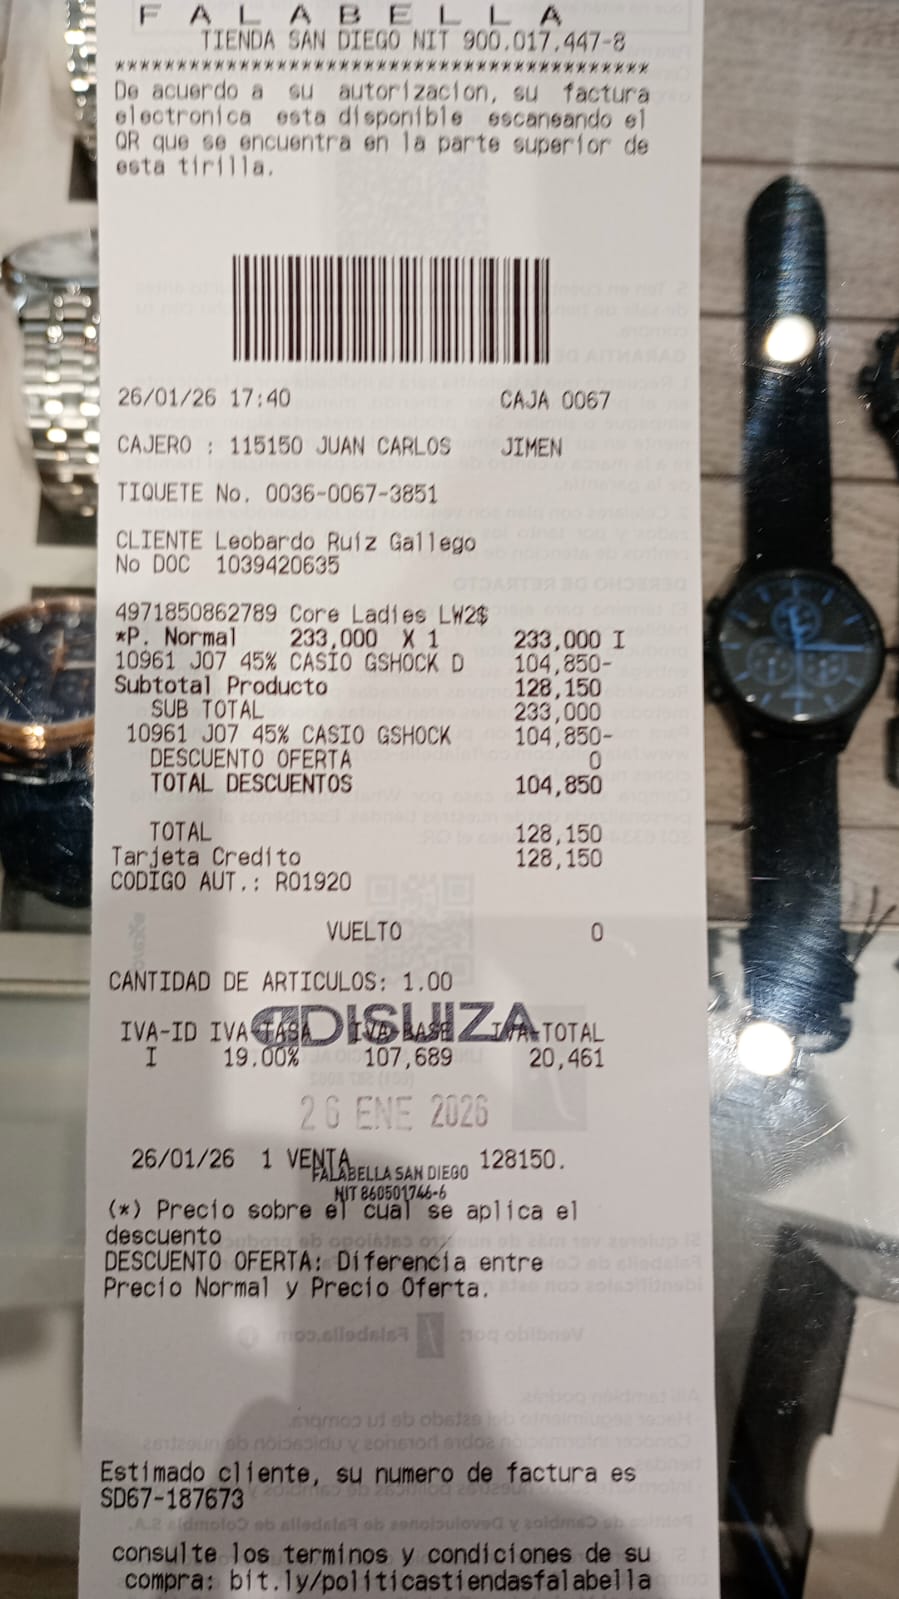 FALABELLA
TIENDA SAN DIEGO NIT 900.017.447-8
*******************************************
De acuerdo a su autorizacion, su factura
electronica esta disponible escaneando el
QR que se encuentra en la parte superior de
esta tirilla.
26/01/26 17:40 CAJA 0067
CAJERO : 115150 JUAN CARLOS JIMEN
TIQUETE No. 0036-0067-3851
CLIENTE Leobardo Ruiz Gallego
No DOC 1039420635
4971850862789 Core Ladies LW2$
*P. Normal 233,000 X 1 233,000 I
10961 J07 45% CASIO GSHOCK D 104,850-
Subtotal Producto 128,150
SUB TOTAL 233,000
10961 J07 45% CASIO GSHOCK 104,850-
DESCUENTO OFERTA 0
TOTAL DESCUENTOS 104,850
TOTAL 128,150
Tarjeta Credito 128,150
CODIGO AUT.: R01920
VUELTO 0
CANTIDAD DE ARTICULOS: 1.00
DISUIZA
IVA-ID IVA-TASA IVA-BASE IVA-TOTAL
I 19.00% 107,689 20,461
26 ENE 2026
26/01/26 1 VENTA 128150.
FALABELLA SAN DIEGO
NIT 860501746-6
(*) Precio sobre el cual se aplica el
descuento
DESCUENTO OFERTA: Diferencia entre
Precio Normal y Precio Oferta.
Estimado cliente, su numero de factura es
SD67-187673
consulte los terminos y condiciones de su
compra: bit.ly/politicastiendasfalabella